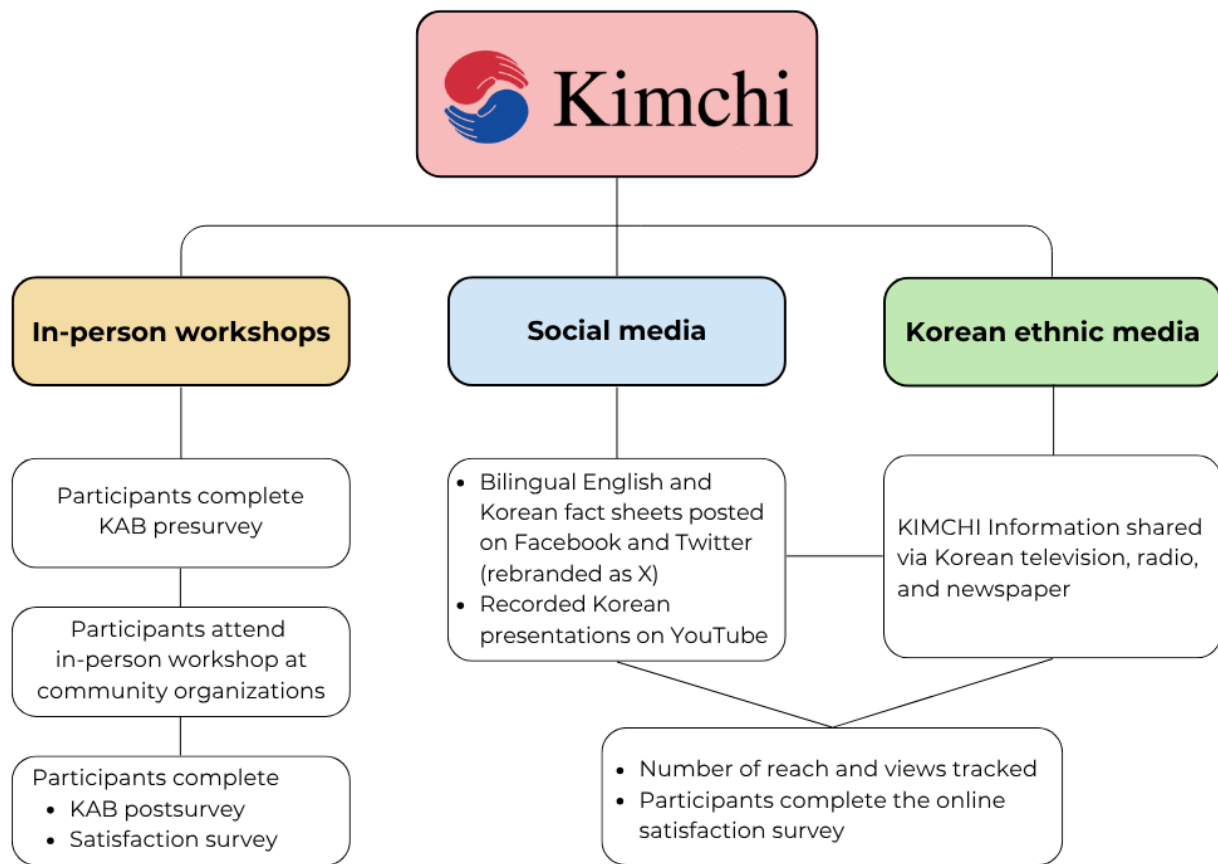 Kimchi
In-person workshops
Social media
Korean ethnic media
Participants complete
KAB presurvey
Participants attend
in-person workshop at
community organizations
Participants complete
• KAB postsurvey
• Satisfaction survey
• Bilingual English and
Korean fact sheets posted
on Facebook and Twitter
(rebranded as X)
• Recorded Korean
presentations on YouTube
KIMCHI Information shared
via Korean television, radio,
and newspaper
• Number of reach and views tracked
• Participants complete the online
satisfaction survey